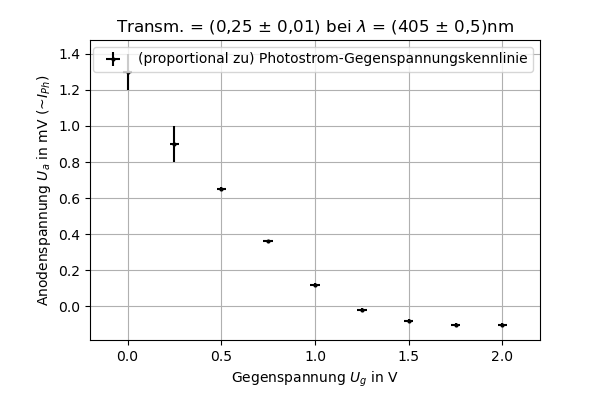 Transm. = (0,25 ± 0,01) bei λ = (405 ± 0,5)nm
(proportional zu) Photostrom-Gegenspannungskennlinie
Anodenspannung U_a in mV (~I_Ph)
1.4
1.2
1.0
0.8
0.6
0.4
0.2
0.0
0.0 0.5 1.0 1.5 2.0
Gegenspannung U_g in V